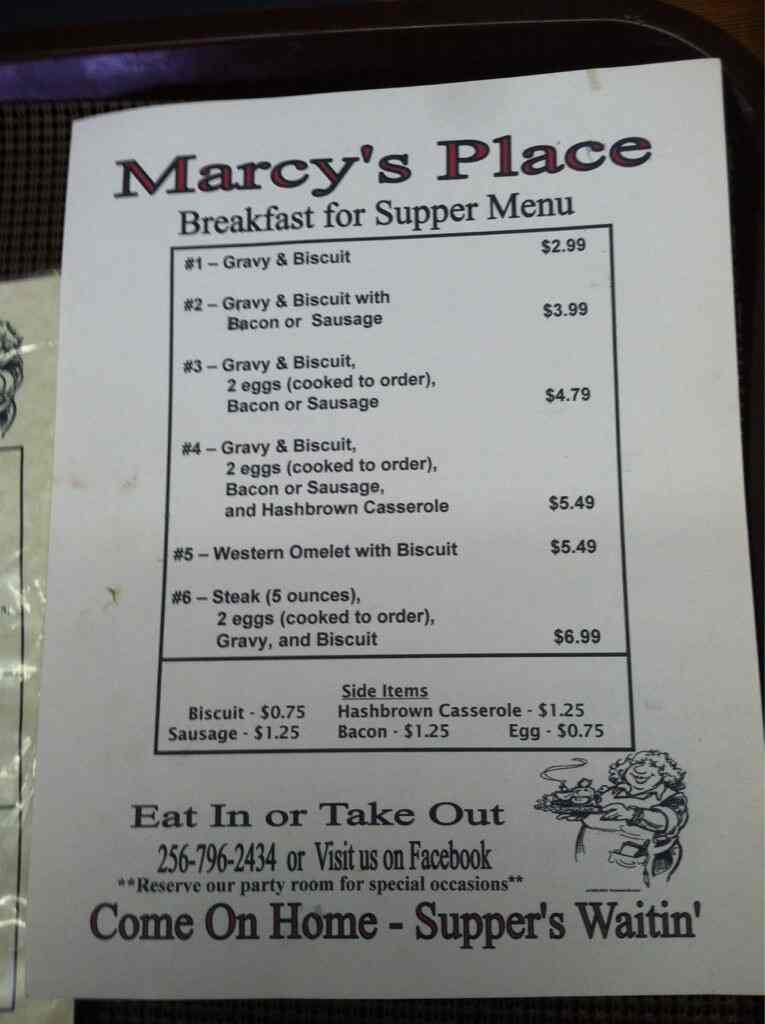 Marcy's Place
Breakfast for Supper Menu
#1 – Gravy & Biscuit $2.99
#2 – Gravy & Biscuit with
Bacon or Sausage $3.99
#3 – Gravy & Biscuit,
2 eggs (cooked to order),
Bacon or Sausage $4.79
#4 – Gravy & Biscuit,
2 eggs (cooked to order),
Bacon or Sausage,
and Hashbrown Casserole $5.49
#5 – Western Omelet with Biscuit $5.49
#6 – Steak (5 ounces),
2 eggs (cooked to order),
Gravy, and Biscuit $6.99
Side Items
Biscuit - $0.75 Hashbrown Casserole - $1.25
Sausage - $1.25 Bacon - $1.25 Egg - $0.75
Eat In or Take Out
256-796-2434 or Visit us on Facebook
**Reserve our party room for special occasions**
Come On Home - Supper's Waitin'